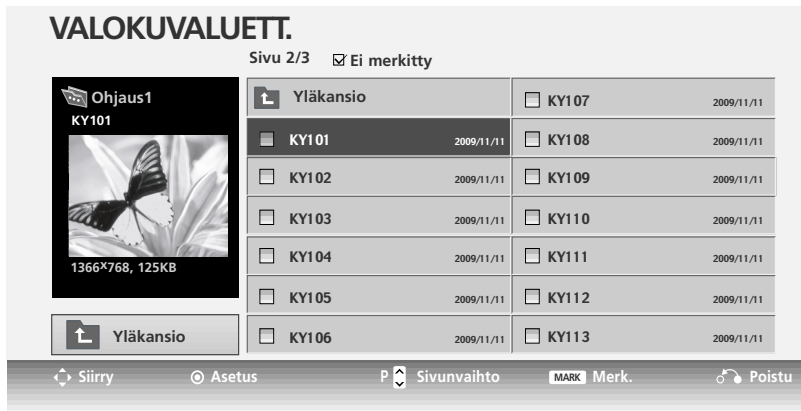 VALOKUVALUETT.
Sivu 2/3 Ei merkitty
Ohjaus1
KY101
1366x768, 125KB
Yläkansio
Yläkansio
KY101 2009/11/11
KY102 2009/11/11
KY103 2009/11/11
KY104 2009/11/11
KY105 2009/11/11
KY106 2009/11/11
KY107 2009/11/11
KY108 2009/11/11
KY109 2009/11/11
KY110 2009/11/11
KY111 2009/11/11
KY112 2009/11/11
KY113 2009/11/11
Siirry Asetus P Sivunvaihto MARK Merk. Poistu